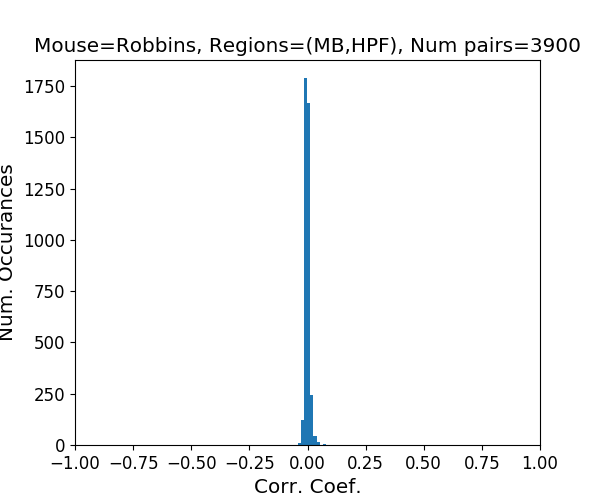 Mouse=Robbins, Regions=(MB,HPF), Num pairs=3900
Num. Occurances
1750
1500
1250
1000
750
500
250
0
−1.00 −0.75 −0.50 −0.25 0.00 0.25 0.50 0.75 1.00
Corr. Coef.